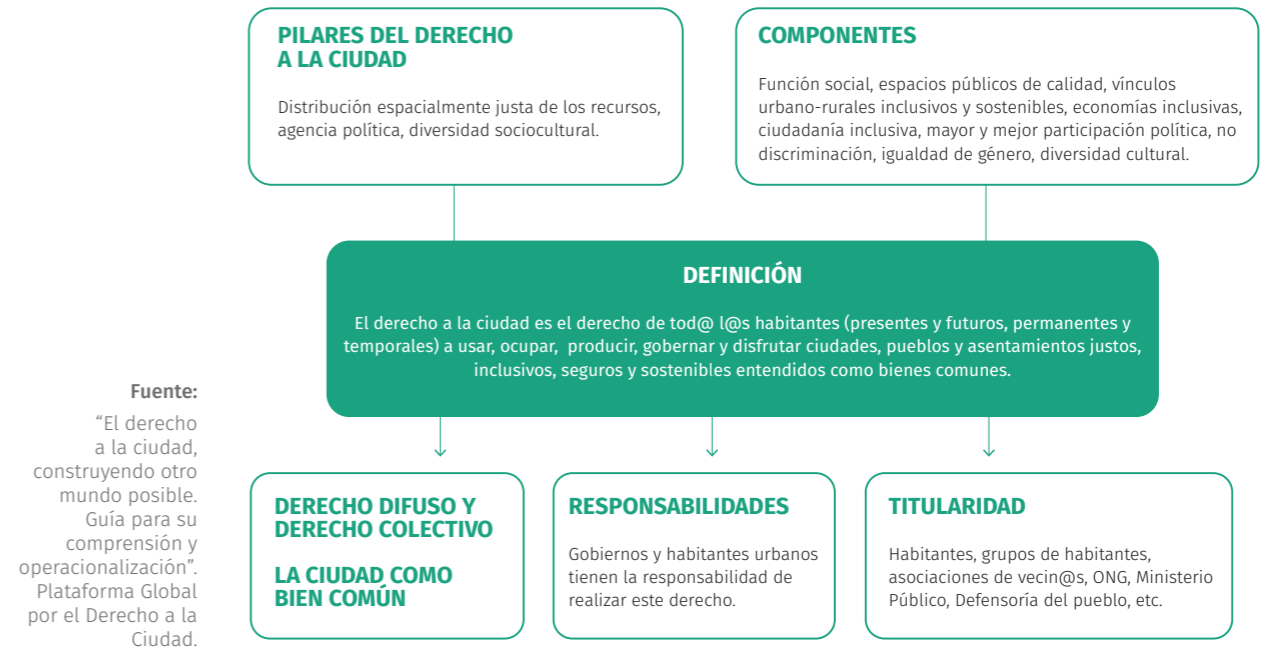 PILARES DEL DERECHO
A LA CIUDAD
Distribución espacialmente justa de los recursos,
agencia política, diversidad sociocultural.
COMPONENTES
Función social, espacios públicos de calidad, vínculos
urbano-rurales inclusivos y sostenibles, economías inclusivas,
ciudadanía inclusiva, mayor y mejor participación política, no
discriminación, igualdad de género, diversidad cultural.
DEFINICIÓN
El derecho a la ciudad es el derecho de tod@ l@s habitantes (presentes y futuros, permanentes y
temporales) a usar, ocupar, producir, gobernar y disfrutar ciudades, pueblos y asentamientos justos,
inclusivos, seguros y sostenibles entendidos como bienes comunes.
Fuente:
“El derecho
a la ciudad,
construyendo otro
mundo posible.
Guía para su
comprensión y
operacionalización”.
Plataforma Global
por el Derecho a la
Ciudad.
DERECHO DIFUSO Y
DERECHO COLECTIVO
LA CIUDAD COMO
BIEN COMÚN
RESPONSABILIDADES
Gobiernos y habitantes urbanos
tienen la responsabilidad de
realizar este derecho.
TITULARIDAD
Habitantes, grupos de habitantes,
asociaciones de vecin@s, ONG, Ministerio
Público, Defensoría del pueblo, etc.